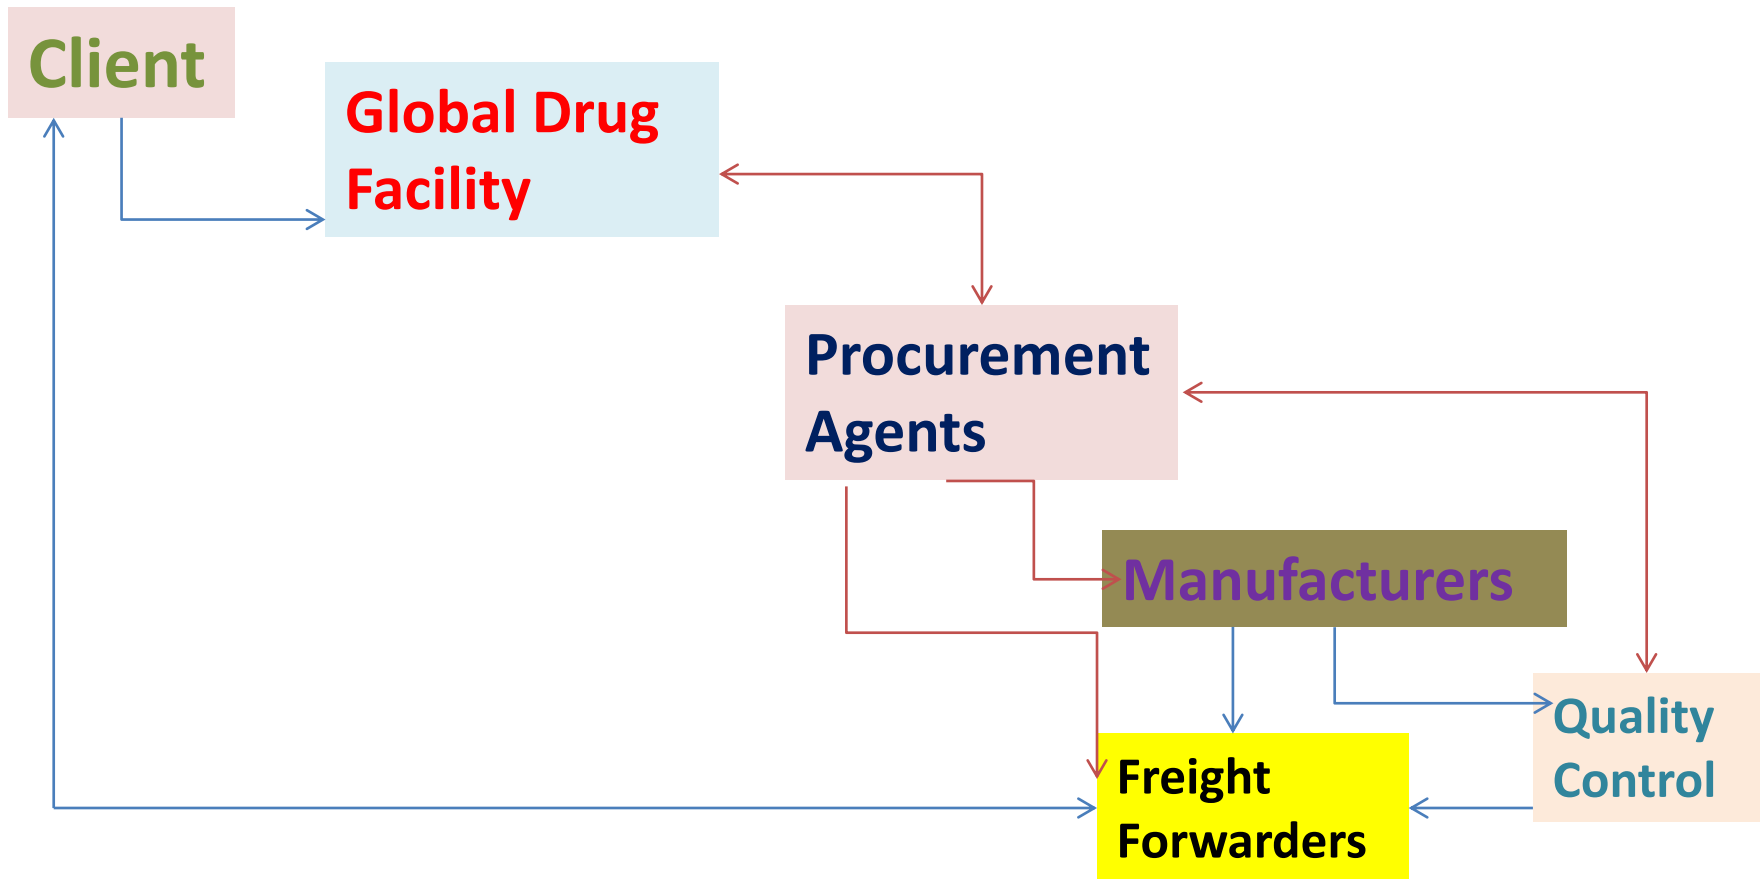 Client
Global Drug
Facility
Procurement
Agents
Manufacturers
Quality
Control
Freight
Forwarders